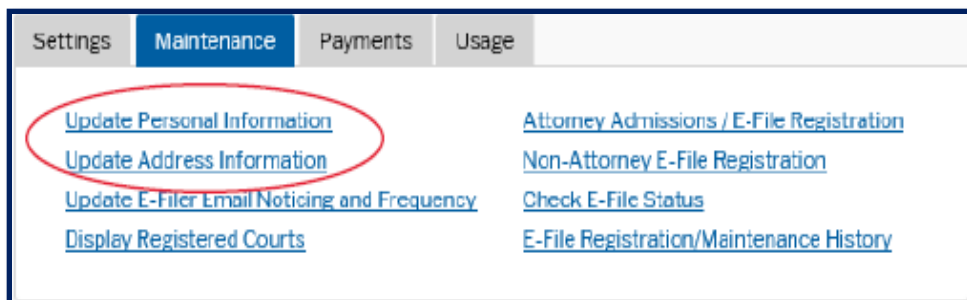 Settings Maintenance Payments Usage
Update Personal Information Attorney Admissions / E-File Registration
Update Address Information Non-Attorney E-File Registration
Update E-Filer Email Noticing and Frequency Check E-File Status
Display Registered Courts E-File Registration/Maintenance History